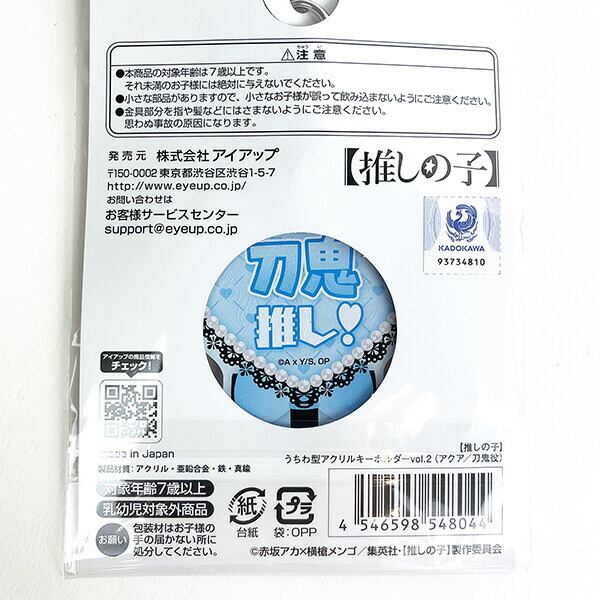 注意
●本商品の対象年齢は7歳以上です。
それ未満のお子様には絶対に与えないでください。
●小さな部品がありますので、小さなお子様が誤って飲み込まないようにご注意ください。
●金具部分を指や髪などにはさまないようにご注意ください。
思わぬ事故の原因になります。
発売元 株式会社 アイアップ
〒150-0002 東京都渋谷区渋谷1-5-7
http://www.eyeup.co.jp/
お問い合わせは
お客様サービスセンター
support@eyeup.co.jp
【推しの子】
KADOKAWA
93734810
刀鬼
推し!
©A x Y/S, OP
アイアップの商品情報を
チェック!
made in Japan
製品材質:アクリル・亜鉛合金・鉄・真鍮
対象年齢7歳以上
乳幼児対象外商品
お願い
包装材はお子様の
手の届かない所に
処分してください。
紙
台紙
プラ
袋:OPP
【推しの子】
うちわ型アクリルキーホルダーvol.2 (アクア/刀鬼役)
4 546598 548044
©赤坂アカ×横槍メンゴ/集英社・【推しの子】製作委員会